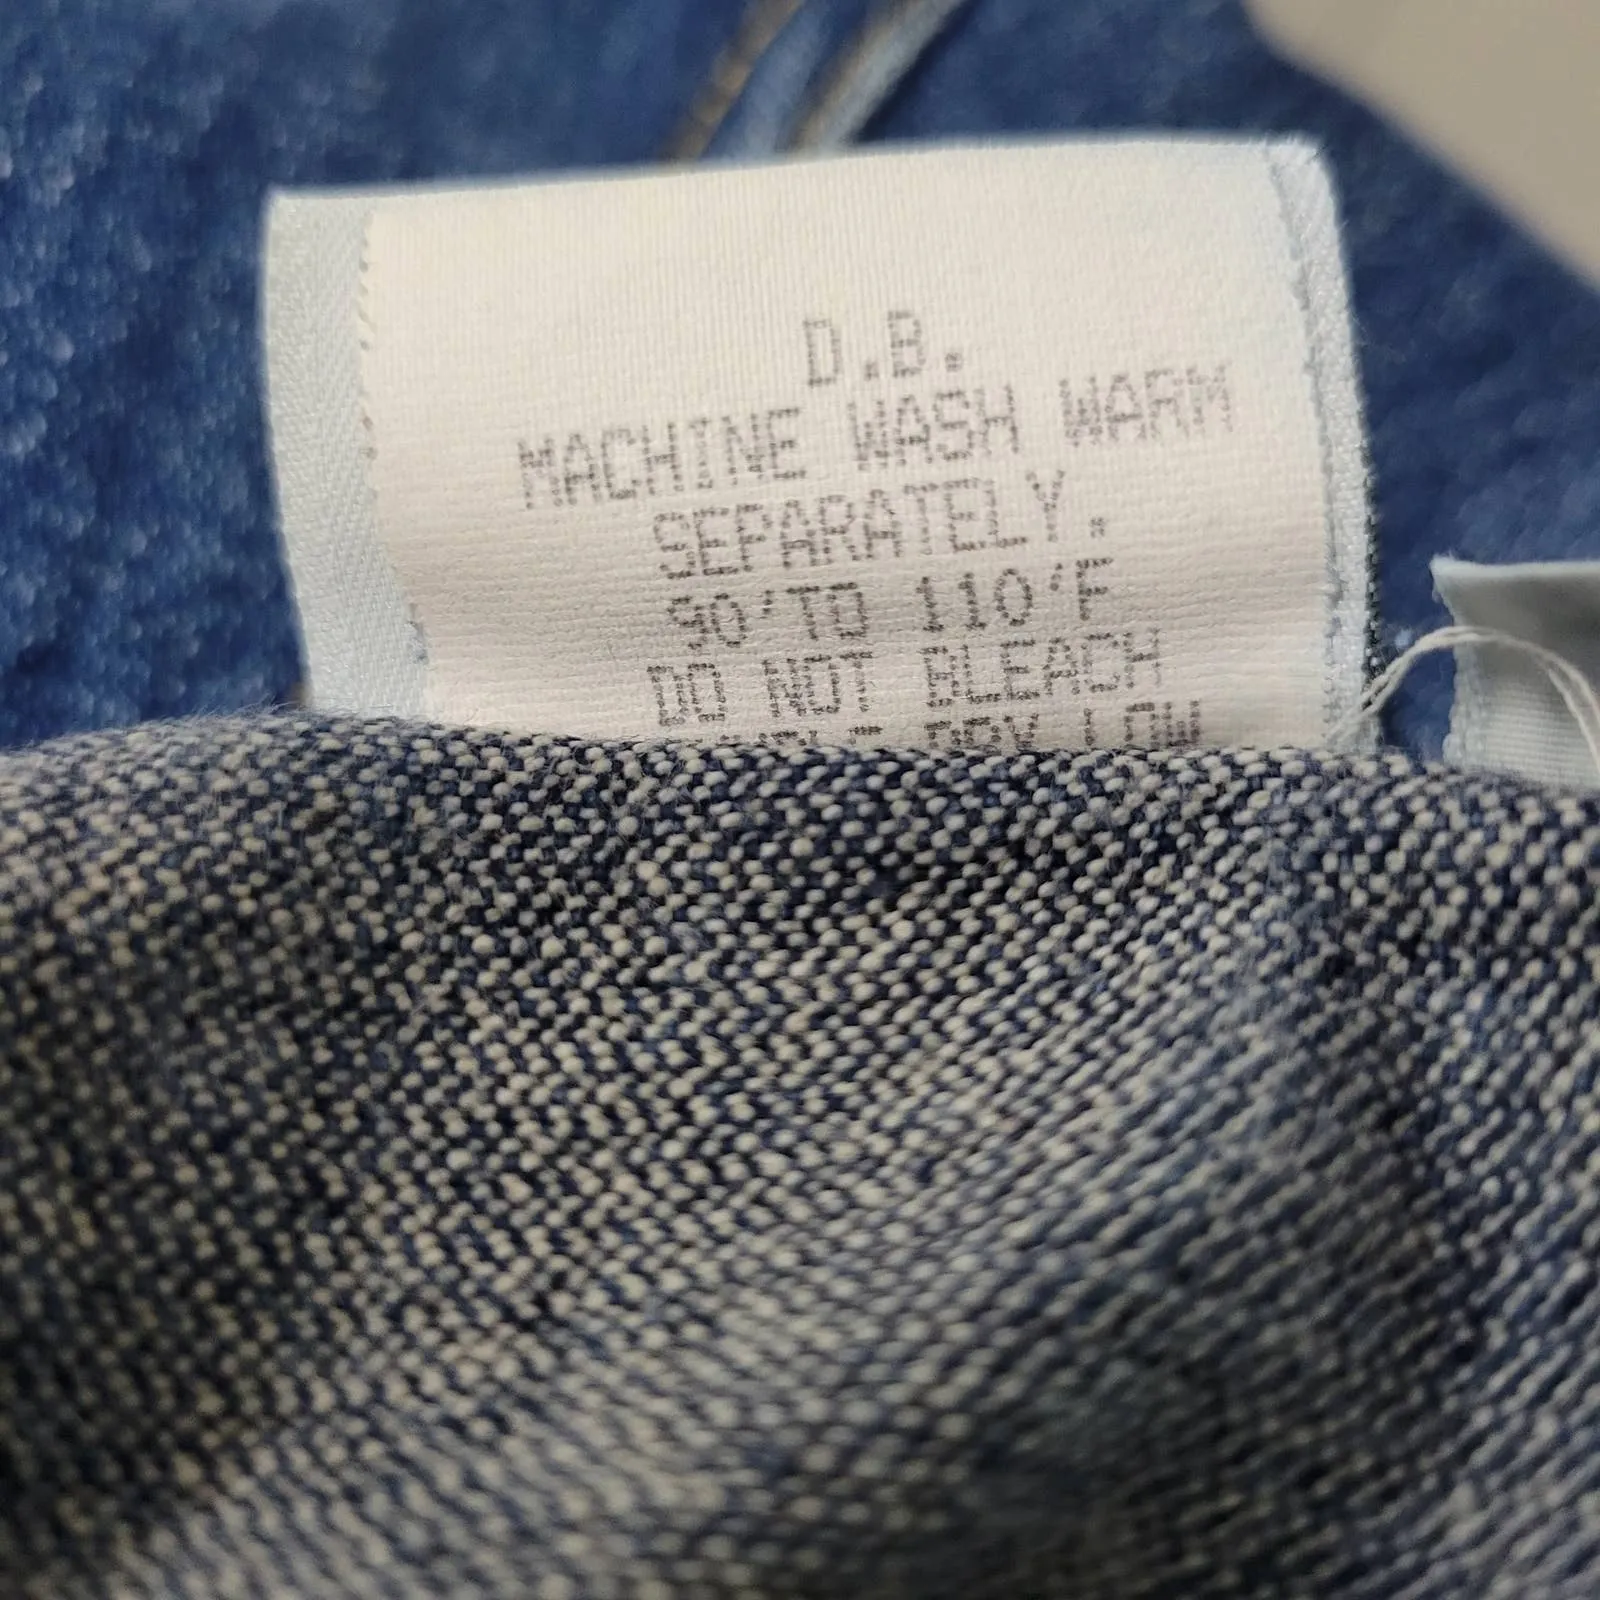 D.B.
MACHINE WASH WARM
SEPARATELY.
90°TO 110°F
DO NOT BLEACH